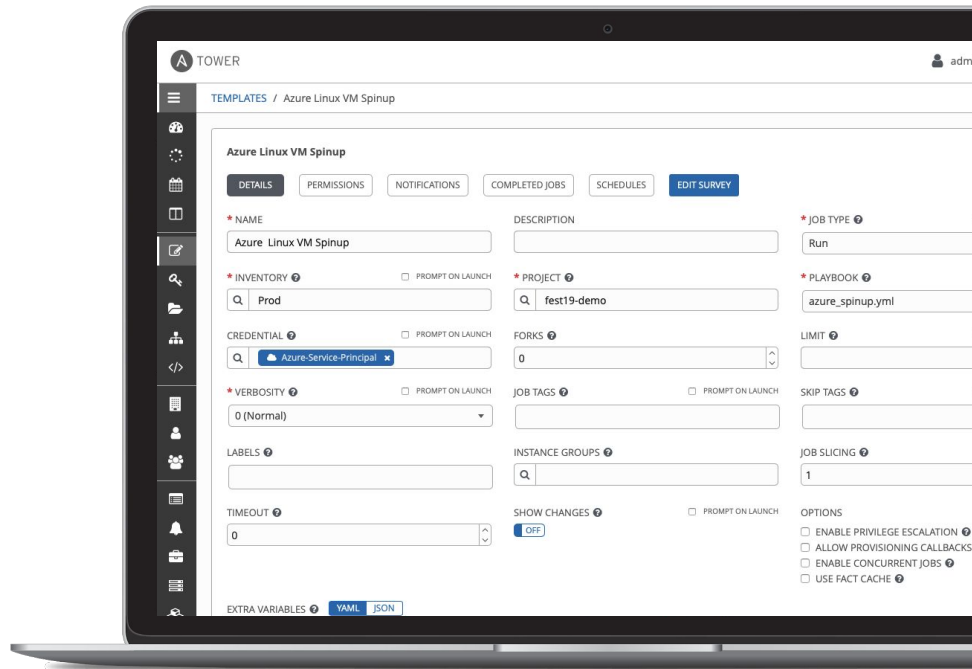 A TOWER
adm
TEMPLATES / Azure Linux VM Spinup
Azure Linux VM Spinup
DETAILS PERMISSIONS NOTIFICATIONS COMPLETED JOBS SCHEDULES EDIT SURVEY
* NAME DESCRIPTION * JOB TYPE ?
Azure Linux VM Spinup Run
* INVENTORY ? PROMPT ON LAUNCH * PROJECT ? * PLAYBOOK ?
Prod fest19-demo azure_spinup.yml
CREDENTIAL ? PROMPT ON LAUNCH FORKS ? LIMIT ?
Azure-Service-Principal × 0
* VERBOSITY ? PROMPT ON LAUNCH JOB TAGS ? PROMPT ON LAUNCH SKIP TAGS ?
0 (Normal)
LABELS ? INSTANCE GROUPS ? JOB SLICING ?
1
TIMEOUT ? SHOW CHANGES ? PROMPT ON LAUNCH OPTIONS
0 OFF ENABLE PRIVILEGE ESCALATION ?
ALLOW PROVISIONING CALLBACKS
ENABLE CONCURRENT JOBS ?
USE FACT CACHE ?
EXTRA VARIABLES ? YAML JSON